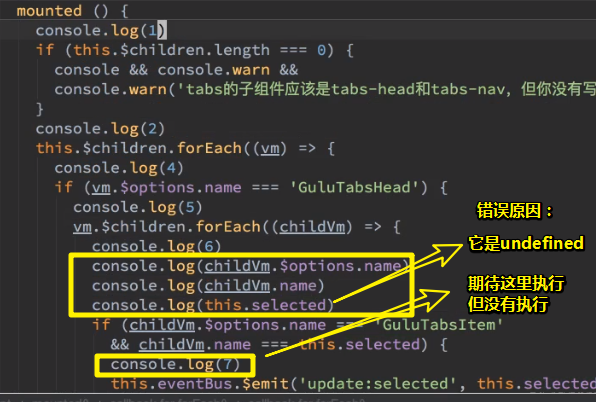 mounted () {
console.log(1)
if (this.$children.length === 0) {
console && console.warn &&
console.warn('tabs的子组件应该是tabs-head和tabs-nav, 但你没有写
}
console.log(2)
this.$children.forEach((vm) => {
console.log(4)
if (vm.$options.name === 'GuluTabsHead') {
console.log(5)
vm.$children.forEach((childVm) => {
console.log(6)
console.log(childVm.$options.name)
console.log(childVm.name)
console.log(this.selected)
if (childVm.$options.name === 'GuluTabsItem'
&& childVm.name === this.selected) {
console.log(7)
this.eventBus.$emit('update:selected', this.selected
错误原因：
它是undefined
期待这里执行
但没有执行